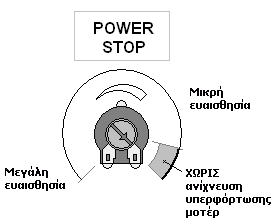 POWER
STOP
Μικρή
ευαισθησία
Μεγάλη
ευαισθησία
ΧΩΡΙΣ
ανίχνευση
υπερφόρτωσης
μοτέρ